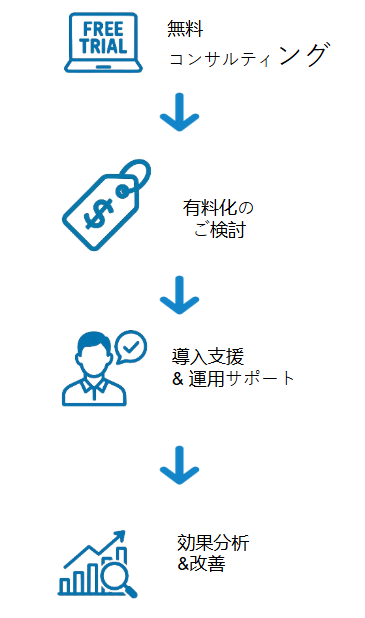 FREE
TRIAL
無料
コンサルティング
$
有料化の
ご検討
導入支援
& 運用サポート
効果分析
&改善